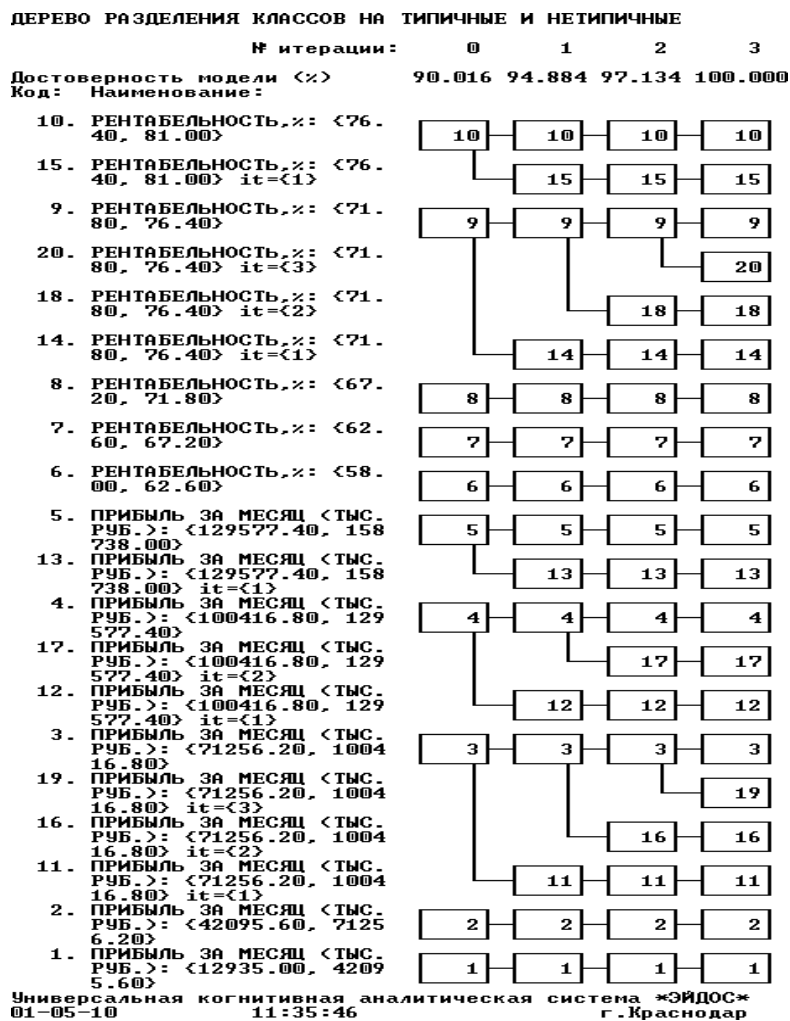 ДЕРЕВО РАЗДЕЛЕНИЯ КЛАССОВ НА ТИПИЧНЫЕ И НЕТИПИЧНЫЕ
№ итерации: 0 1 2 3
Достоверность модели (%) 90.016 94.884 97.134 100.000
Код: Наименование:
10. РЕНТАБЕЛЬНОСТЬ,%: {76.
40, 81.00}
10 10 10 10
15. РЕНТАБЕЛЬНОСТЬ,%: {76.
40, 81.00} it={1}
15 15 15
9. РЕНТАБЕЛЬНОСТЬ,%: {71.
80, 76.40}
9 9 9 9
20. РЕНТАБЕЛЬНОСТЬ,%: {71.
80, 76.40} it={3}
20
18. РЕНТАБЕЛЬНОСТЬ,%: {71.
80, 76.40} it={2}
18 18
14. РЕНТАБЕЛЬНОСТЬ,%: {71.
80, 76.40} it={1}
14 14 14
8. РЕНТАБЕЛЬНОСТЬ,%: {67.
20, 71.80}
8 8 8 8
7. РЕНТАБЕЛЬНОСТЬ,%: {62.
60, 67.20}
7 7 7 7
6. РЕНТАБЕЛЬНОСТЬ,%: {58.
00, 62.60}
6 6 6 6
5. ПРИБЫЛЬ ЗА МЕСЯЦ (ТЫС.
РУБ.): {129577.40, 158
738.00}
5 5 5 5
13. ПРИБЫЛЬ ЗА МЕСЯЦ (ТЫС.
РУБ.): {129577.40, 158
738.00} it={1}
13 13 13
4. ПРИБЫЛЬ ЗА МЕСЯЦ (ТЫС.
РУБ.): {100416.80, 129
577.40}
4 4 4 4
17. ПРИБЫЛЬ ЗА МЕСЯЦ (ТЫС.
РУБ.): {100416.80, 129
577.40} it={2}
17 17
12. ПРИБЫЛЬ ЗА МЕСЯЦ (ТЫС.
РУБ.): {100416.80, 129
577.40} it={1}
12 12 12
3. ПРИБЫЛЬ ЗА МЕСЯЦ (ТЫС.
РУБ.): {71256.20, 1004
16.80}
3 3 3 3
19. ПРИБЫЛЬ ЗА МЕСЯЦ (ТЫС.
РУБ.): {71256.20, 1004
16.80} it={3}
19
16. ПРИБЫЛЬ ЗА МЕСЯЦ (ТЫС.
РУБ.): {71256.20, 1004
16.80} it={2}
16 16
11. ПРИБЫЛЬ ЗА МЕСЯЦ (ТЫС.
РУБ.): {71256.20, 1004
16.80} it={1}
11 11 11
2. ПРИБЫЛЬ ЗА МЕСЯЦ (ТЫС.
РУБ.): {42095.60, 7125
6.20}
2 2 2 2
1. ПРИБЫЛЬ ЗА МЕСЯЦ (ТЫС.
РУБ.): {12935.00, 4209
5.60}
1 1 1 1
Универсальная когнитивная аналитическая система *ЭЙДОС*
01-05-10 11:35:46 г.Краснодар